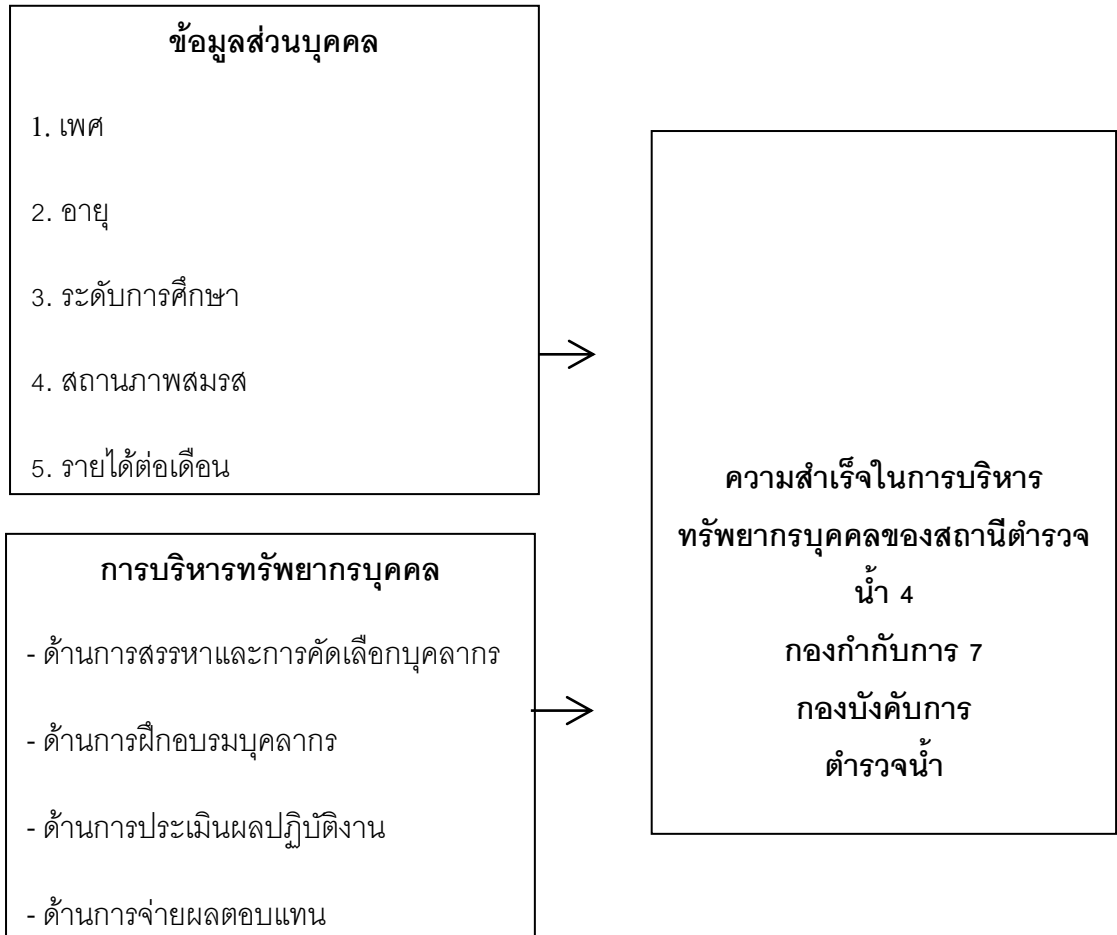 ข้อมูลส่วนบุคคล
1. เพศ
2. อายุ
3. ระดับการศึกษา
4. สถานภาพสมรส
5. รายได้ต่อเดือน
การบริหารทรัพยากรบุคคล
- ด้านการสรรหาและการคัดเลือกบุคลากร
- ด้านการฝึกอบรมบุคลากร
- ด้านการประเมินผลปฏิบัติงาน
- ด้านการจ่ายผลตอบแทน
ความสำเร็จในการบริหาร
ทรัพยากรบุคคลของสถานีตำรวจ
น้ำ 4
กองกำกับการ 7
กองบังคับการ
ตำรวจน้ำ